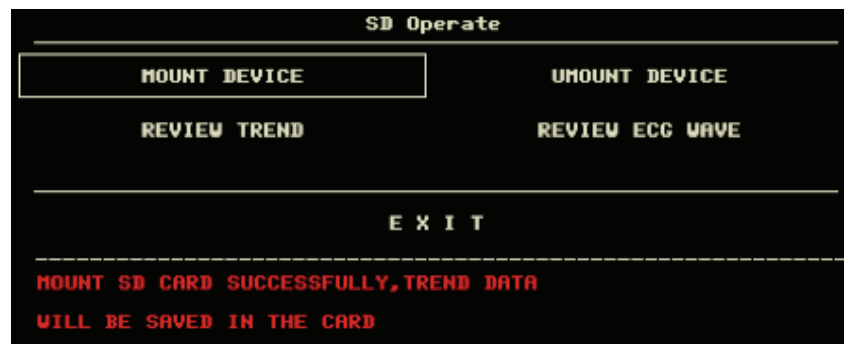 SD Operate
MOUNT DEVICE
UMOUNT DEVICE
REVIEW TREND
REVIEW ECG WAVE
E X I T
MOUNT SD CARD SUCCESSFULLY,TREND DATA
WILL BE SAVED IN THE CARD